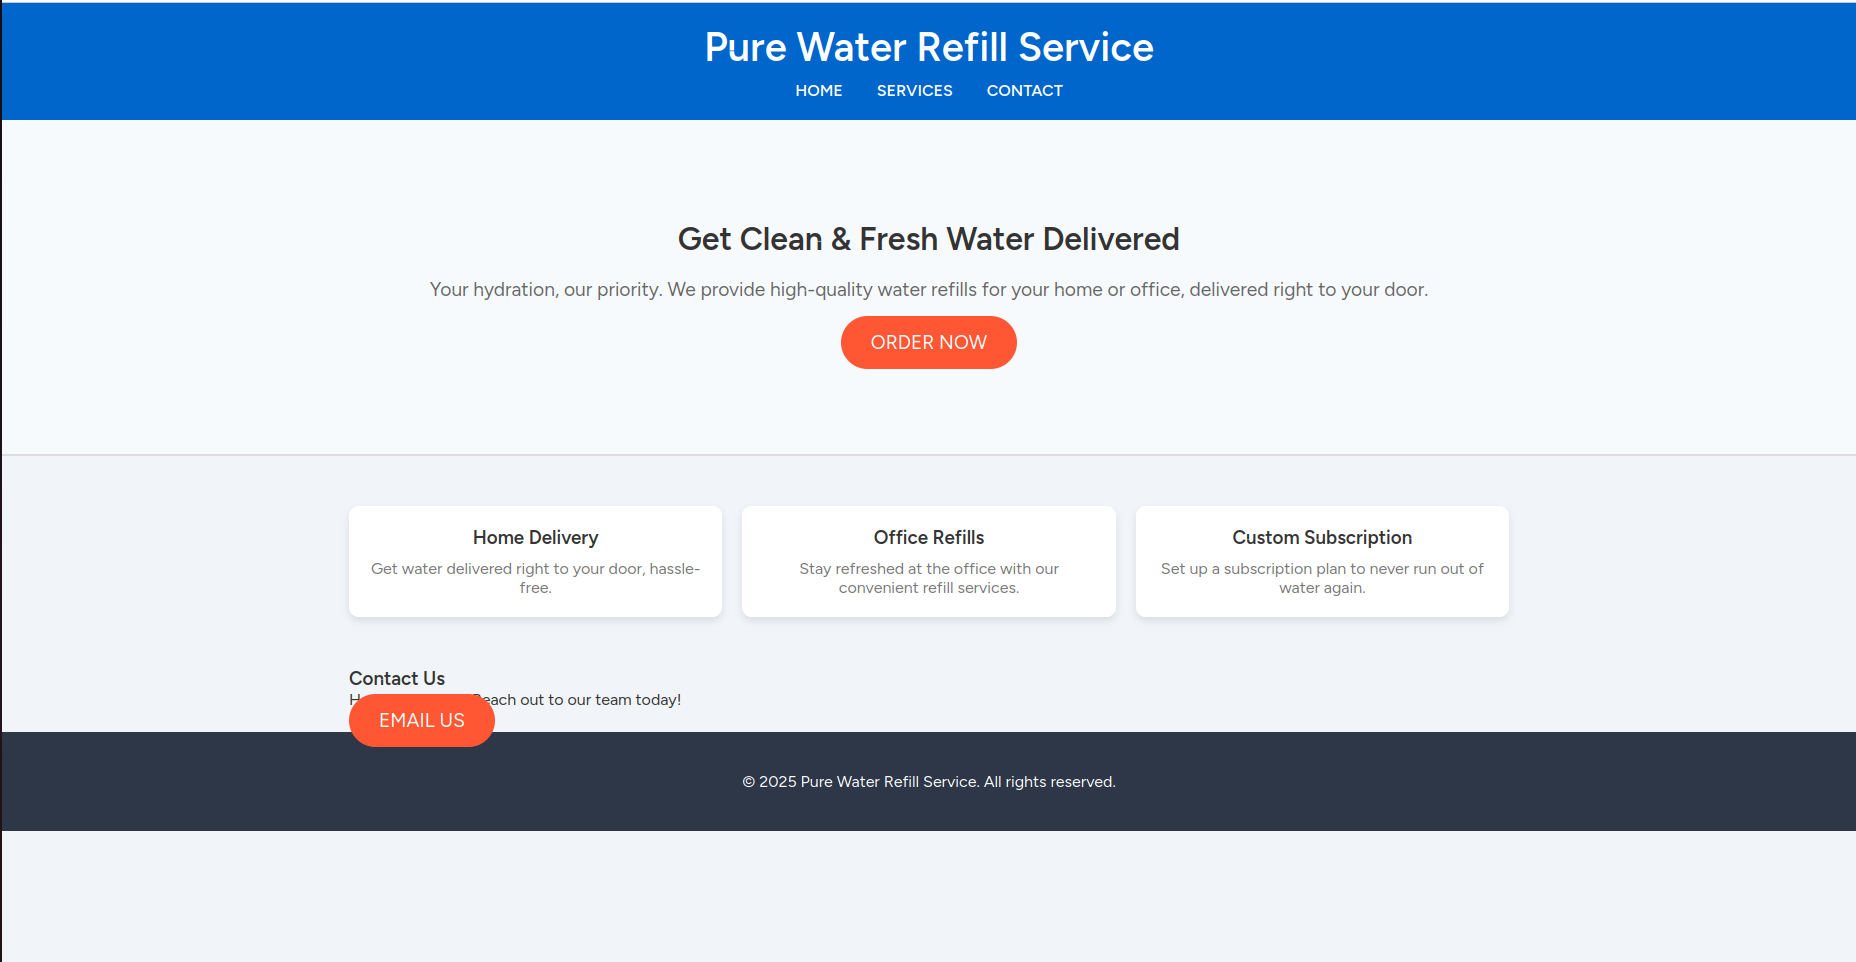 Pure Water Refill Service
HOME SERVICES CONTACT
Get Clean & Fresh Water Delivered
Your hydration, our priority. We provide high-quality water refills for your home or office, delivered right to your door.
ORDER NOW
Home Delivery
Get water delivered right to your door, hassle-
free.
Office Refills
Stay refreshed at the office with our
convenient refill services.
Custom Subscription
Set up a subscription plan to never run out of
water again.
Contact Us
each out to our team today!
EMAIL US
© 2025 Pure Water Refill Service. All rights reserved.